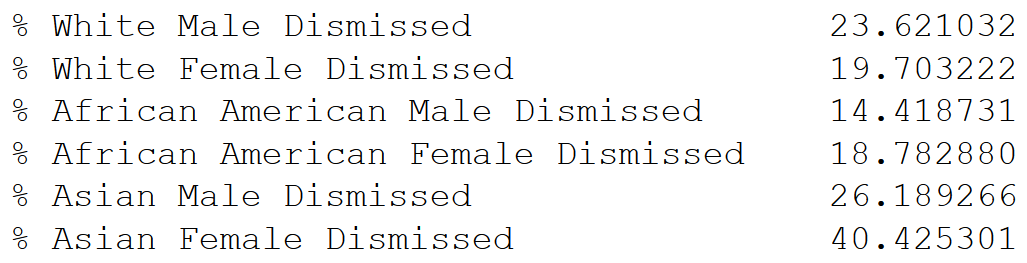 % White Male Dismissed 23.621032
% White Female Dismissed 19.703222
% African American Male Dismissed 14.418731
% African American Female Dismissed 18.782880
% Asian Male Dismissed 26.189266
% Asian Female Dismissed 40.425301